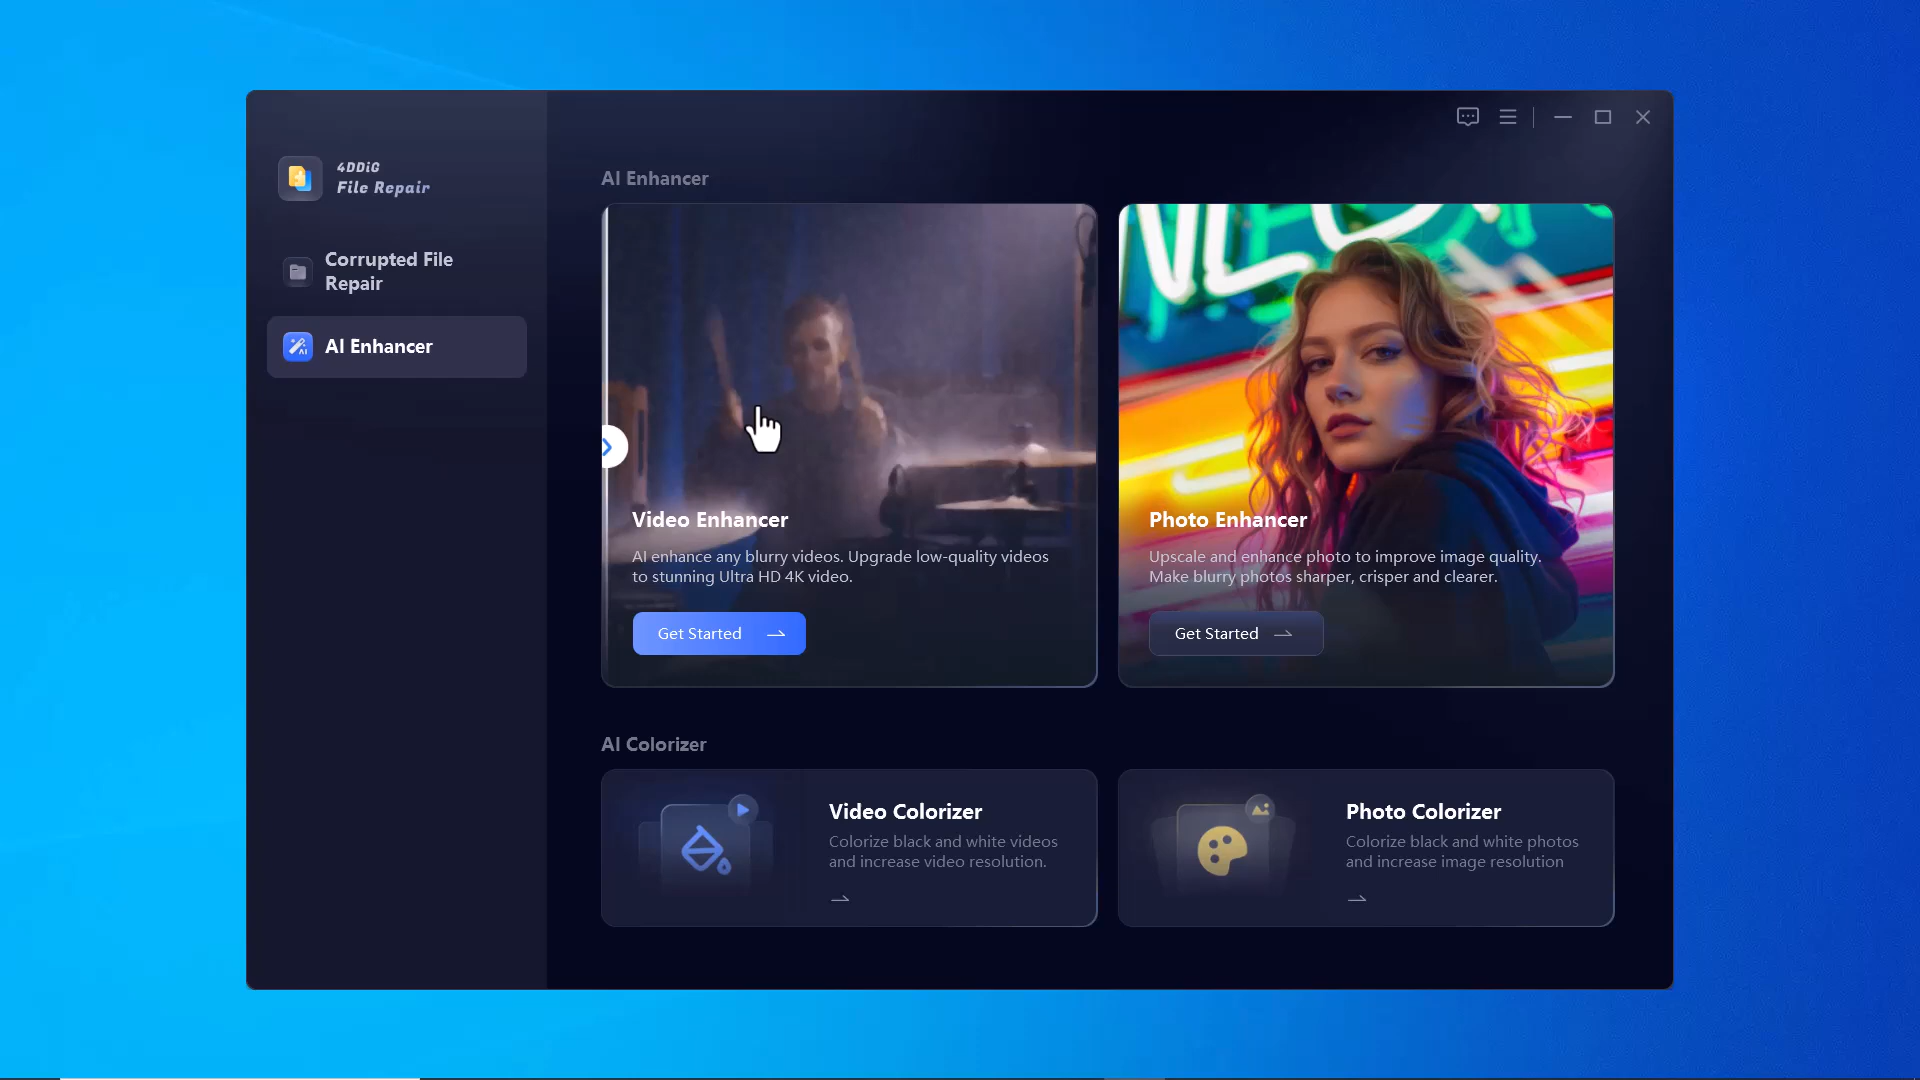 4DDiG
File Repair
Corrupted File
Repair
AI Enhancer
AI Enhancer
Video Enhancer
AI enhance any blurry videos. Upgrade low-quality videos
to stunning Ultra HD 4K video.
Get Started
Photo Enhancer
Upscale and enhance photo to improve image quality.
Make blurry photos sharper, crisper and clearer.
Get Started
AI Colorizer
Video Colorizer
Colorize black and white videos
and increase video resolution.
Photo Colorizer
Colorize black and white photos
and increase image resolution